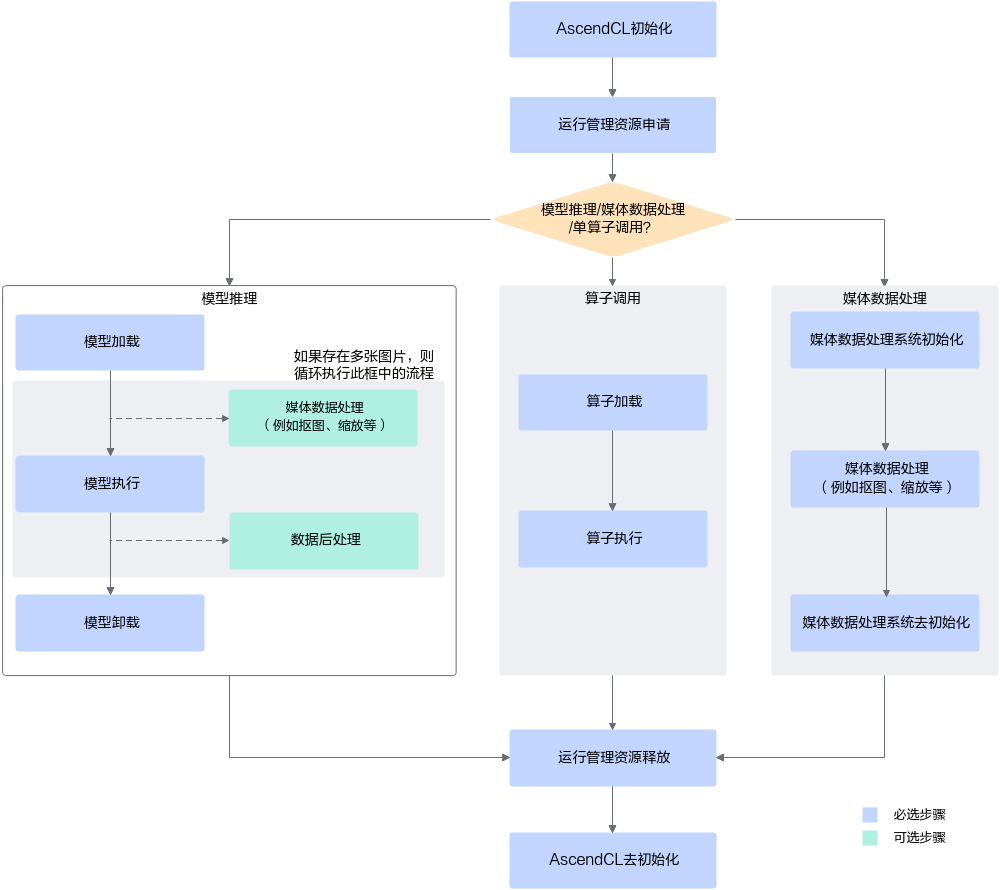 AscendCL初始化
运行管理资源申请
模型推理/媒体数据处理
/单算子调用?
模型推理
模型加载
如果存在多张图片，则
循环执行此框中的流程
媒体数据处理
（ 例如抠图、缩放等 ）
模型执行
数据后处理
模型卸载
算子调用
算子加载
算子执行
媒体数据处理
媒体数据处理系统初始化
媒体数据处理
（ 例如抠图、缩放等 ）
媒体数据处理系统去初始化
运行管理资源释放
AscendCL去初始化
必选步骤
可选步骤